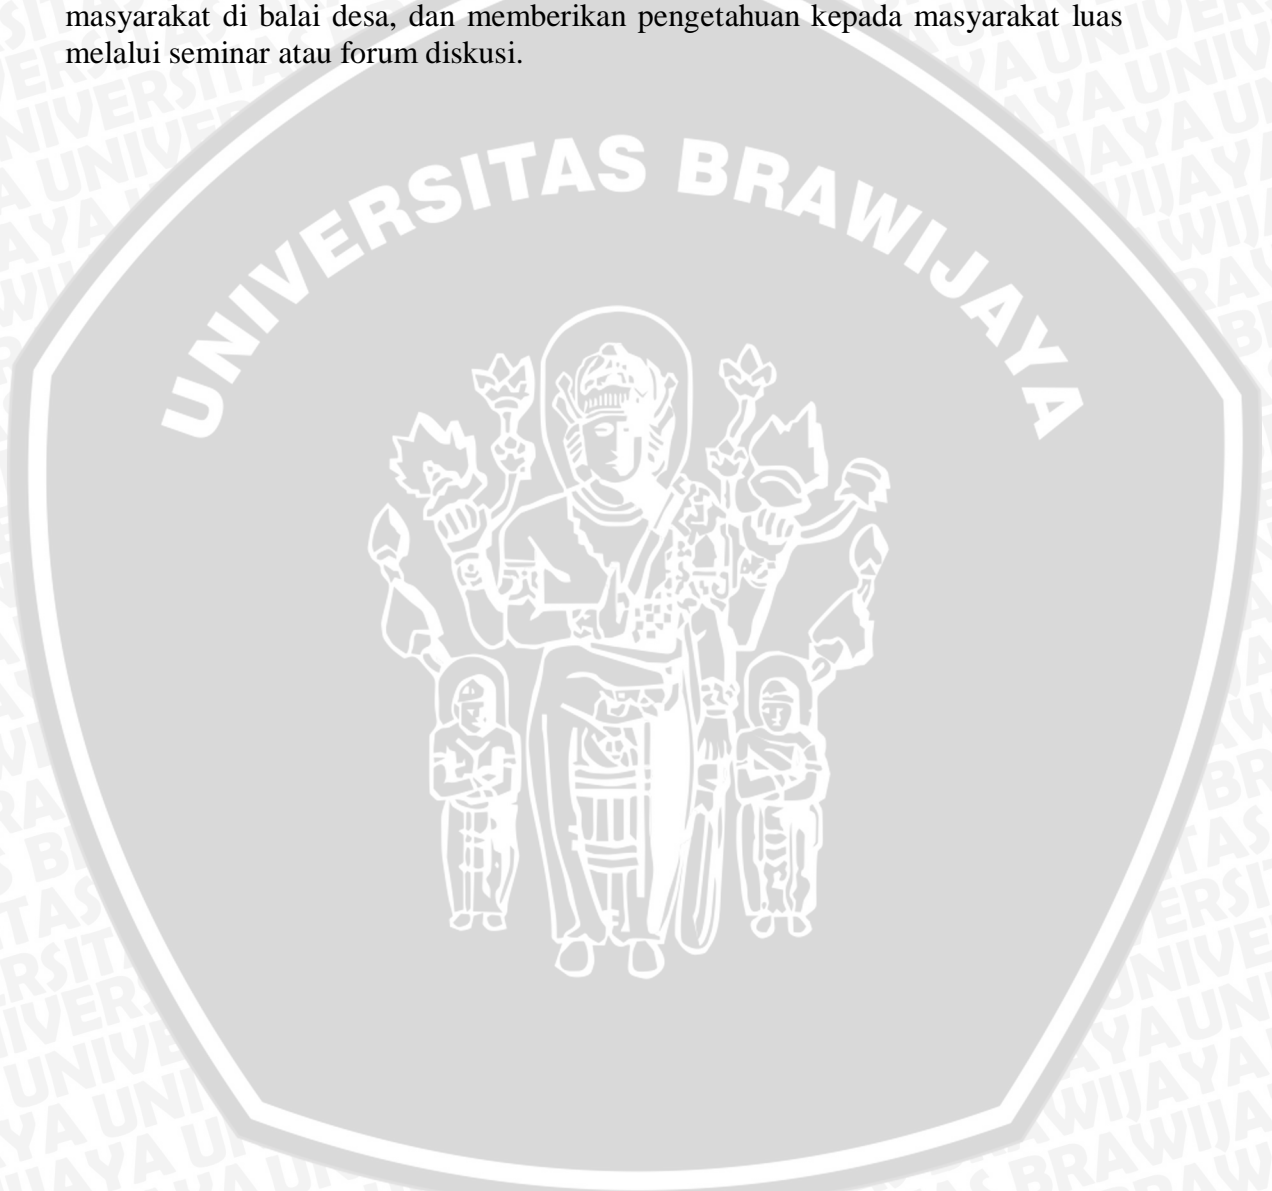 masyarakat di balai desa, dan memberikan pengetahuan kepada masyarakat luas
melalui seminar atau forum diskusi.
UNIVERSITAS BRAWIJAYA